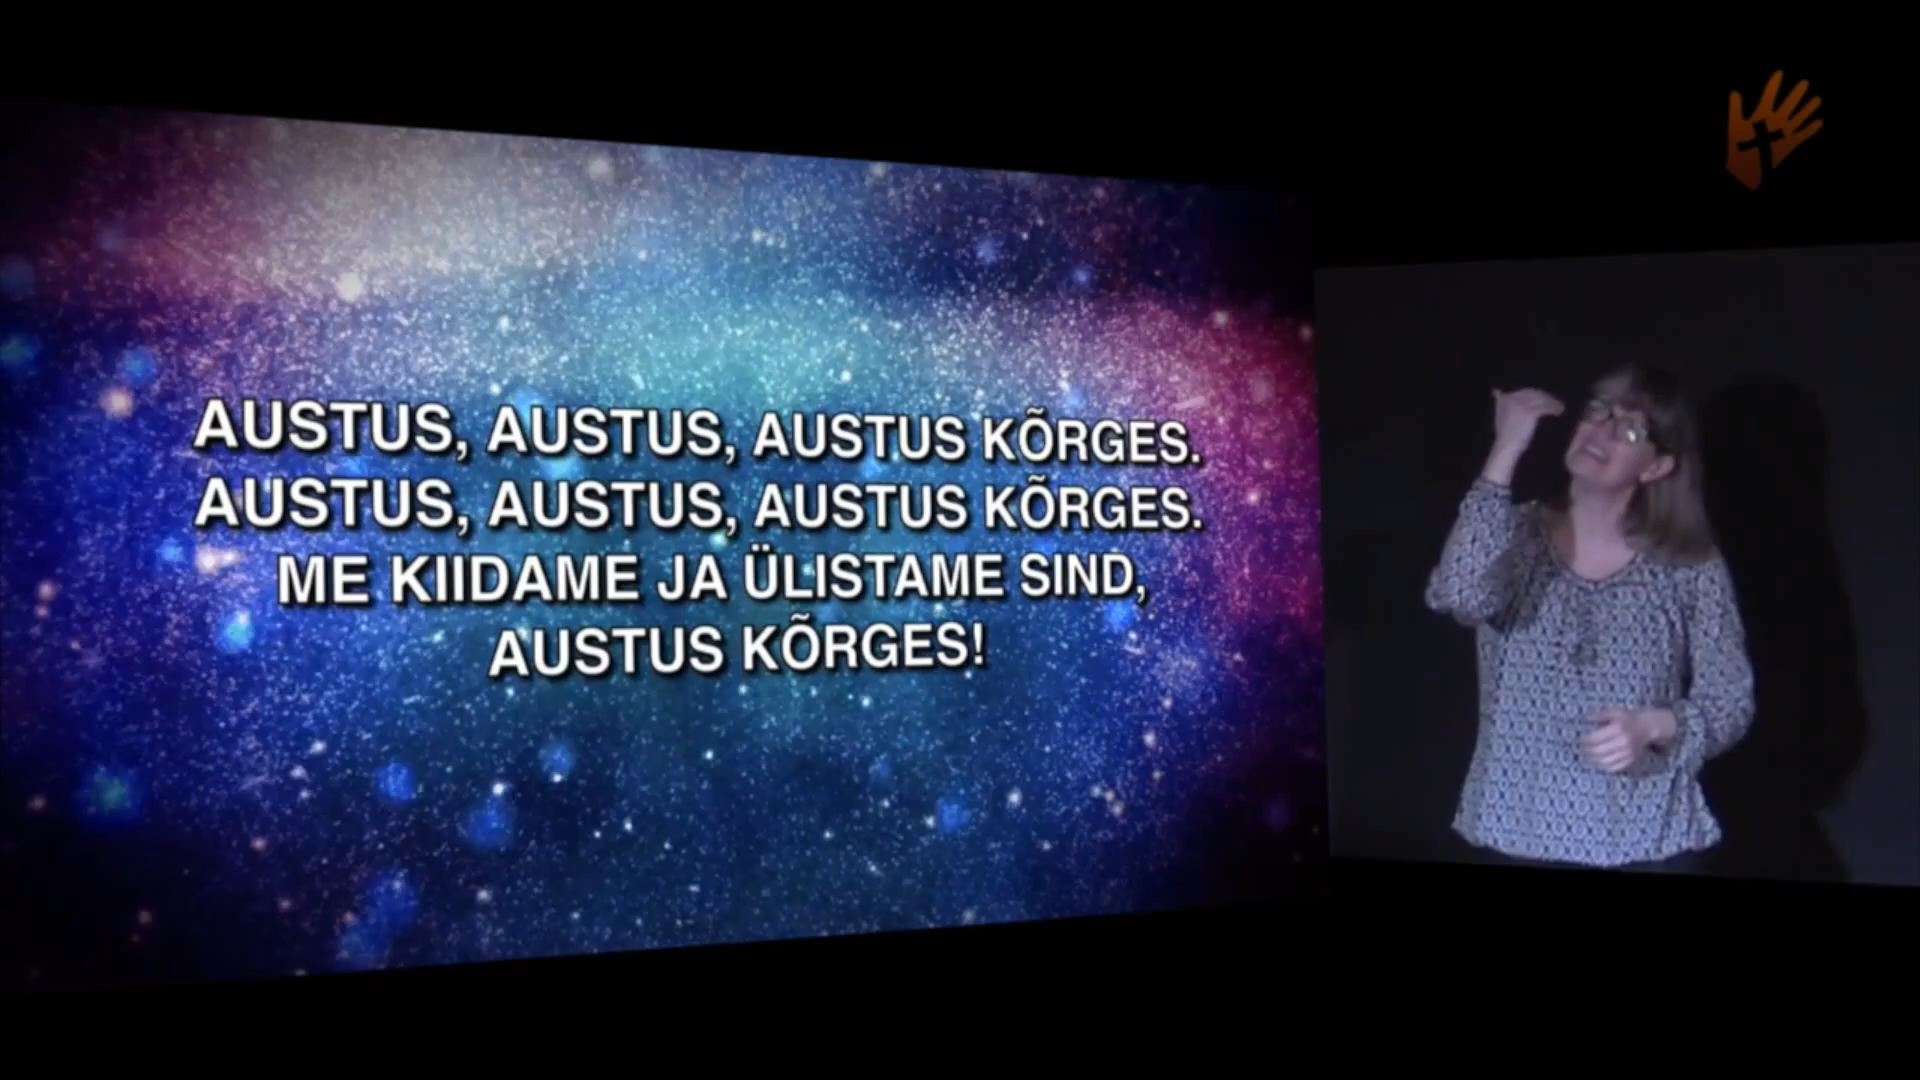 AUSTUS, AUSTUS, AUSTUS KÕRGES.
AUSTUS, AUSTUS, AUSTUS KÕRGES.
ME KIIDAME JA ÜLISTAME SIND,
AUSTUS KÕRGES!